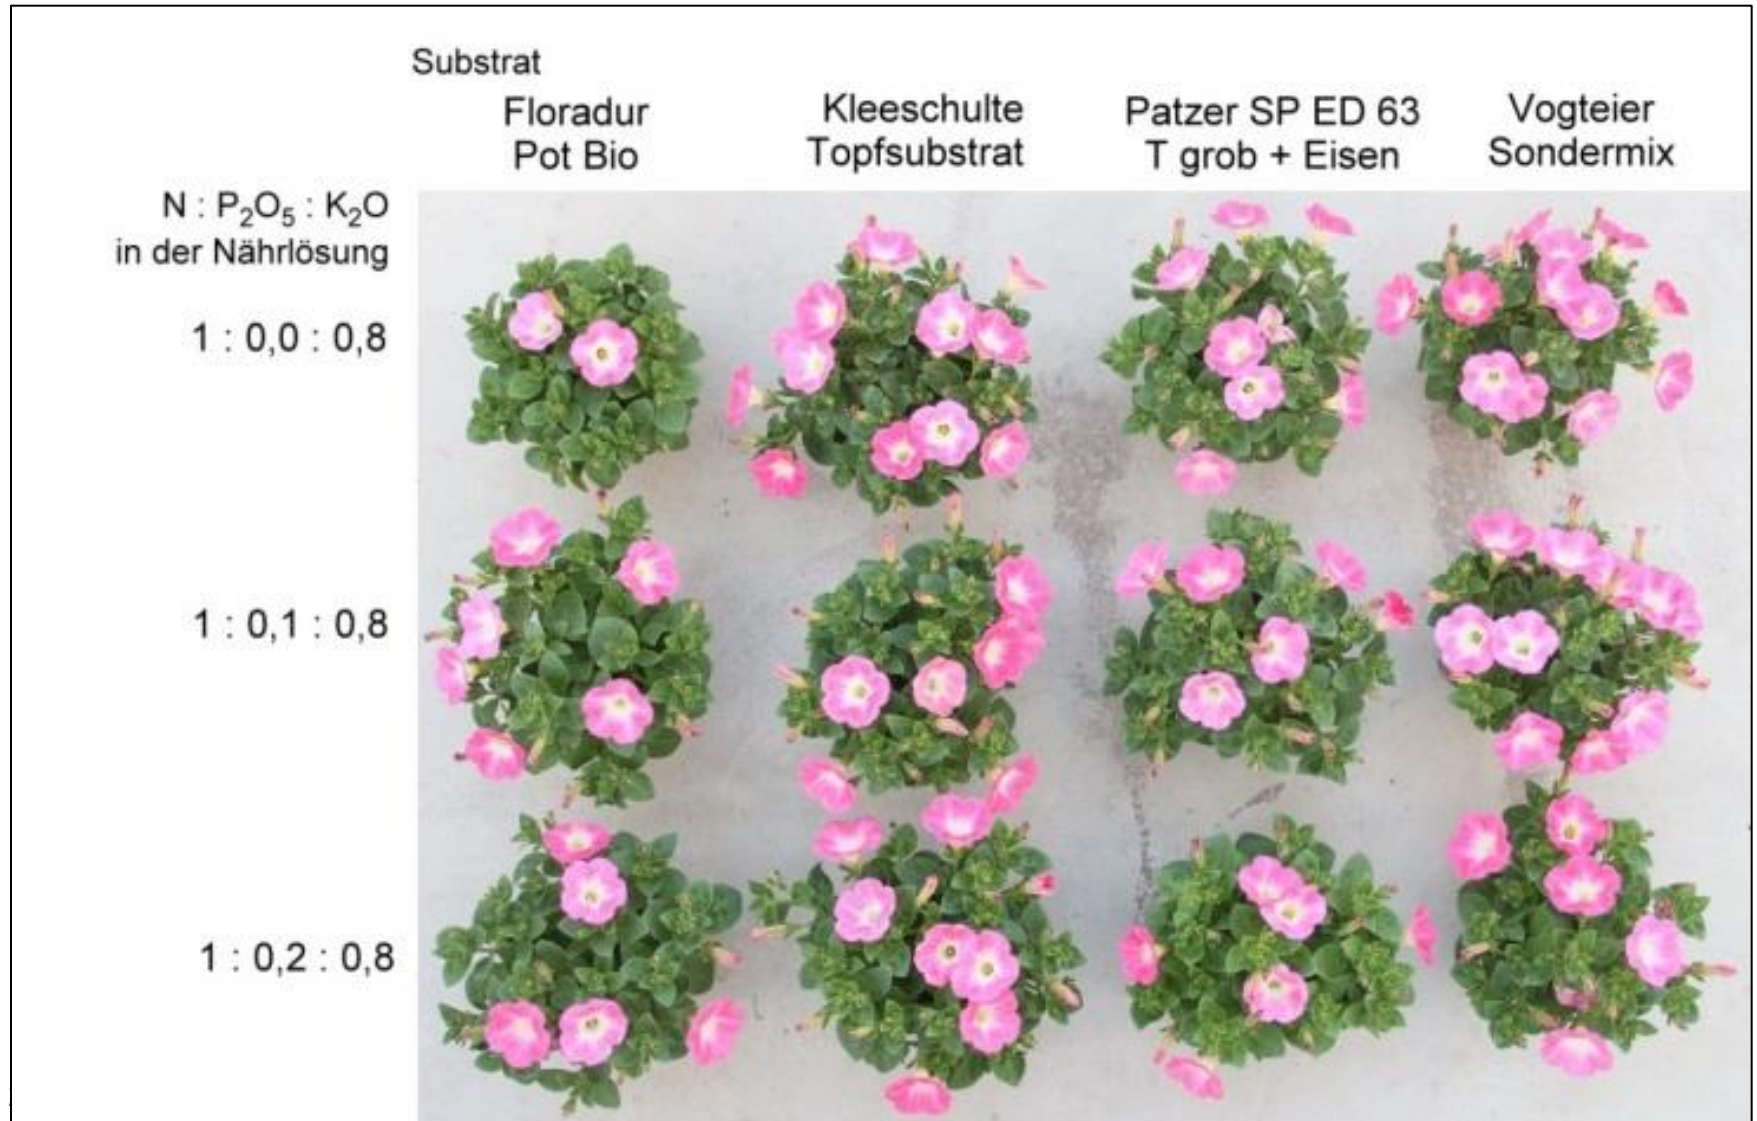 Substrat
Floradur
Pot Bio
Kleeschulte
Topfsubstrat
Patzer SP ED 63
T grob + Eisen
Vogteier
Sondermix
N : P₂O₅ : K₂O
in der Nährlösung
1 : 0,0 : 0,8
1 : 0,1 : 0,8
1 : 0,2 : 0,8